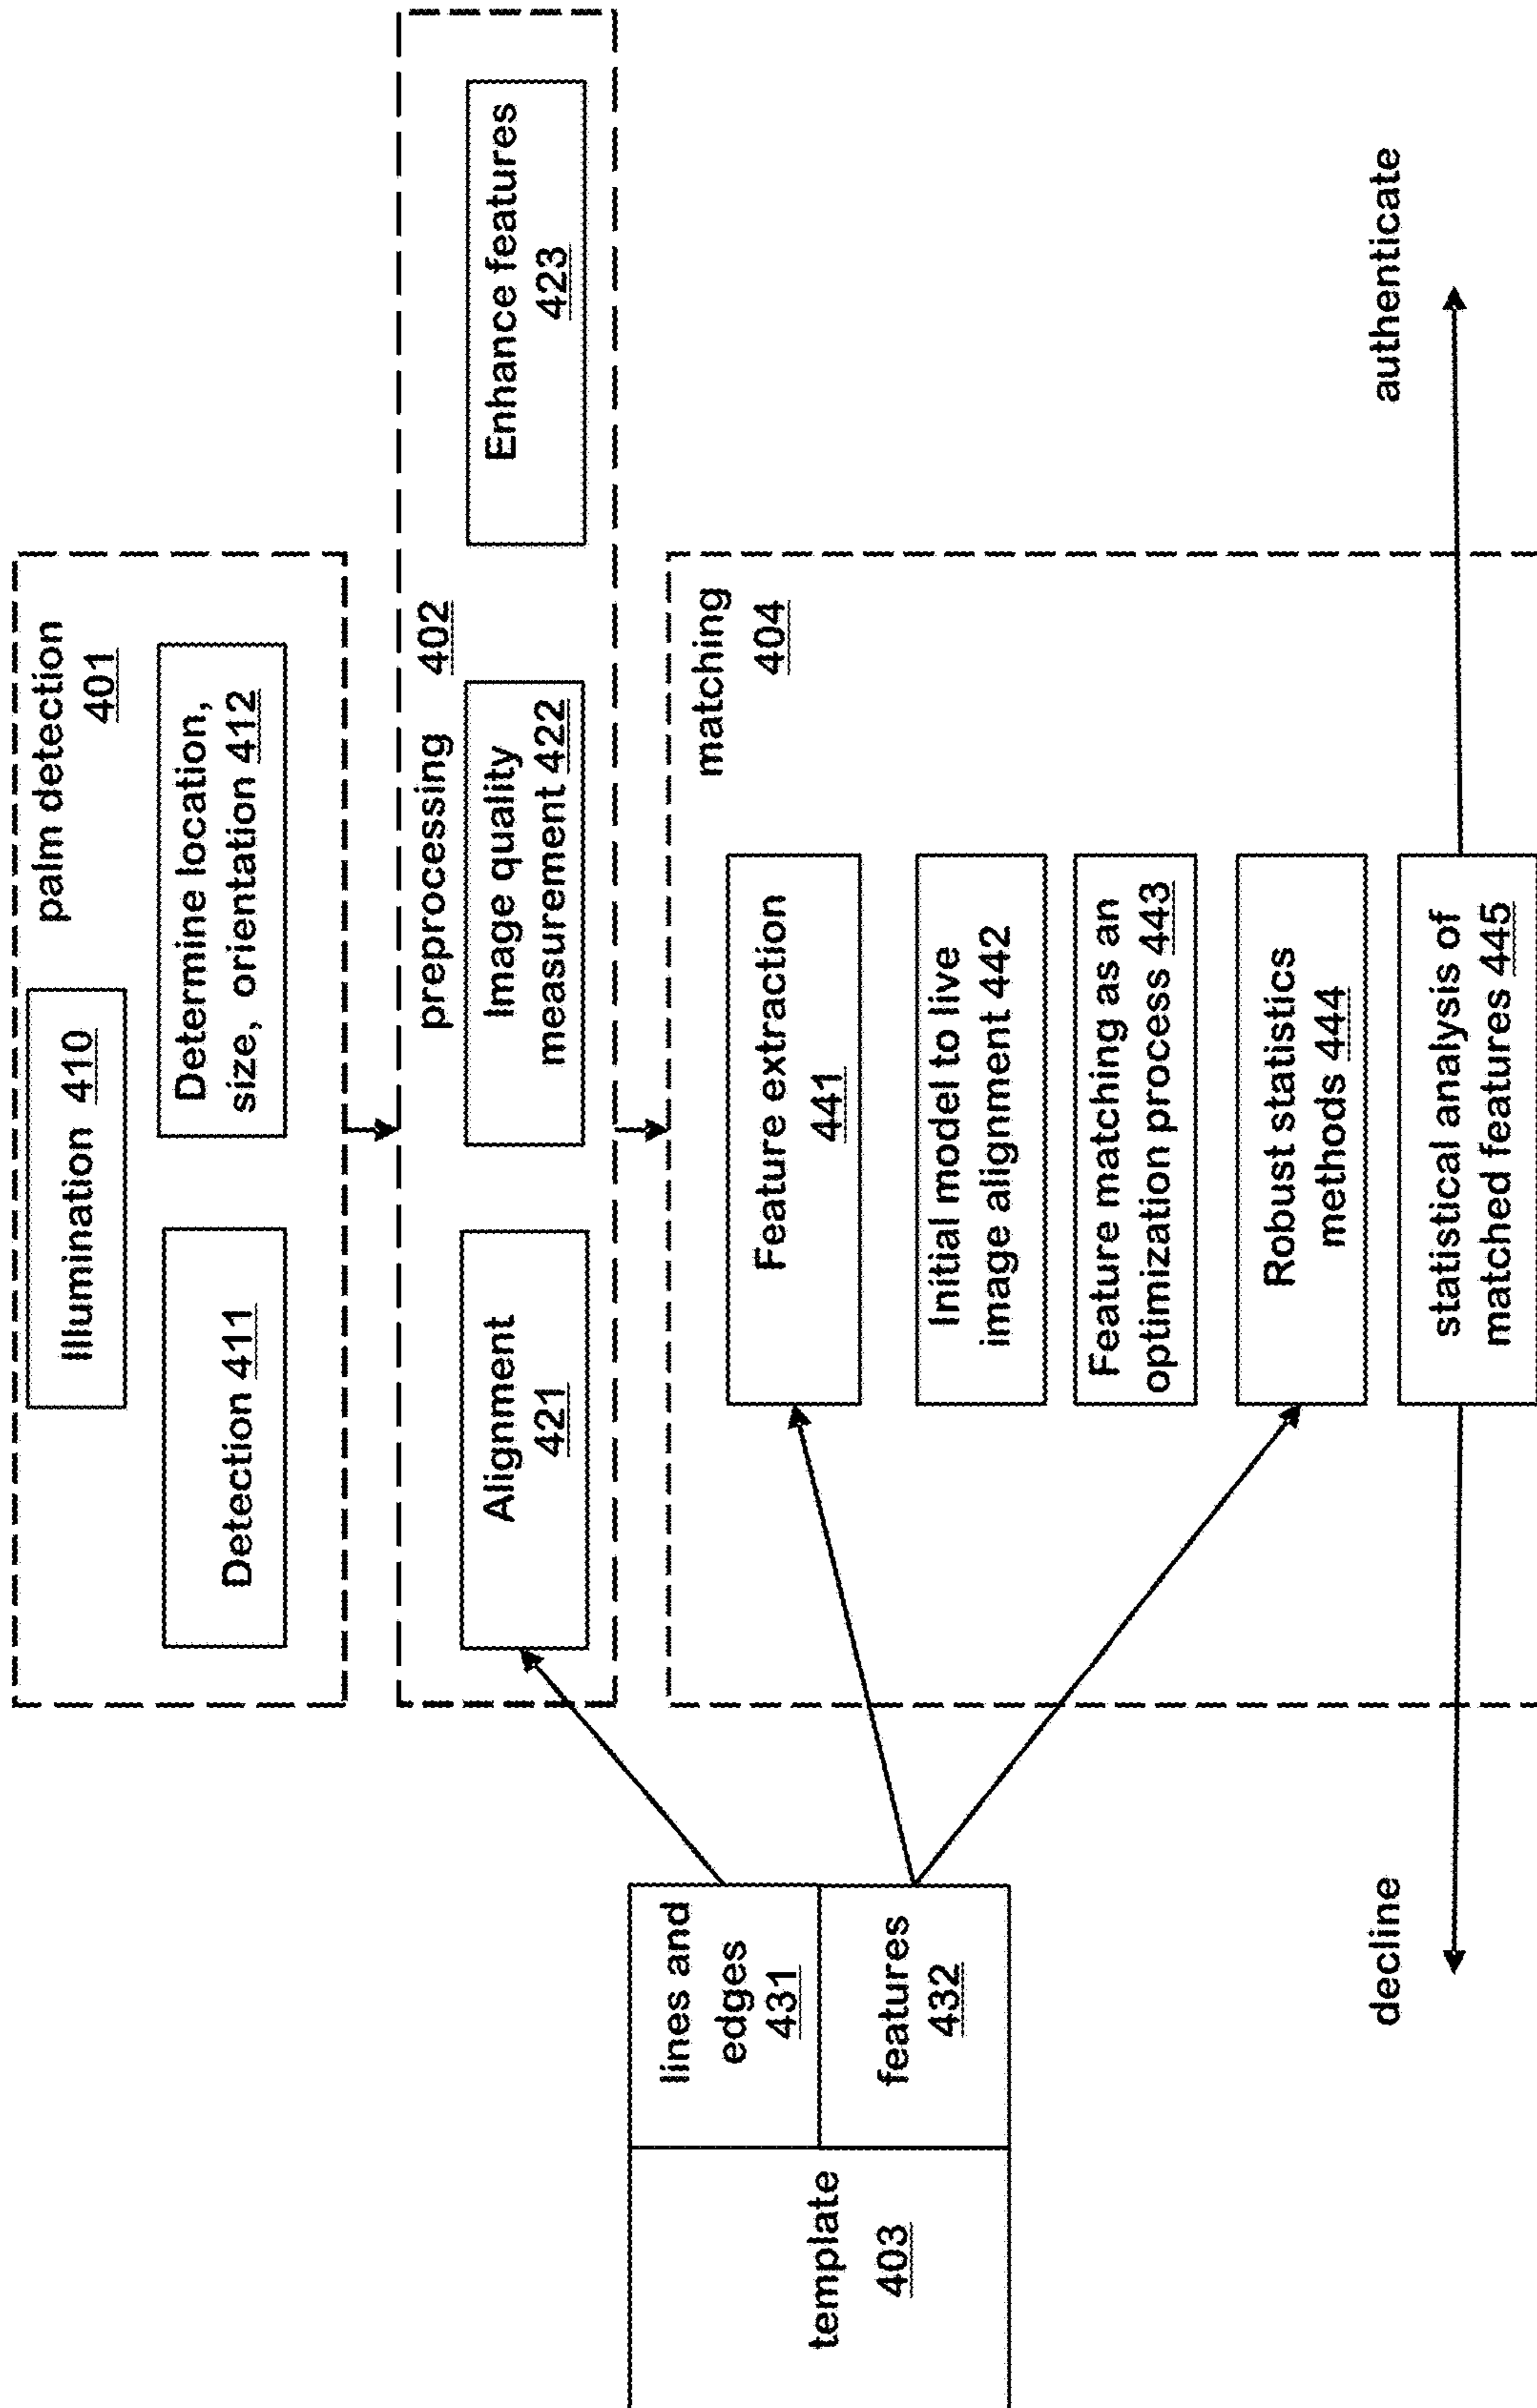 palm detection
401
Illumination 410
Detection 411
Determine location,
size, orientation 412
preprocessing 402
Alignment
421
Image quality
measurement 422
Enhance features
423
template
403
lines and
edges
431
features
432
matching
404
Feature extraction
441
Initial model to live
image alignment 442
Feature matching as an
optimization process 443
Robust statistics
methods 444
statistical analysis of
matched features 445
decline
authenticate